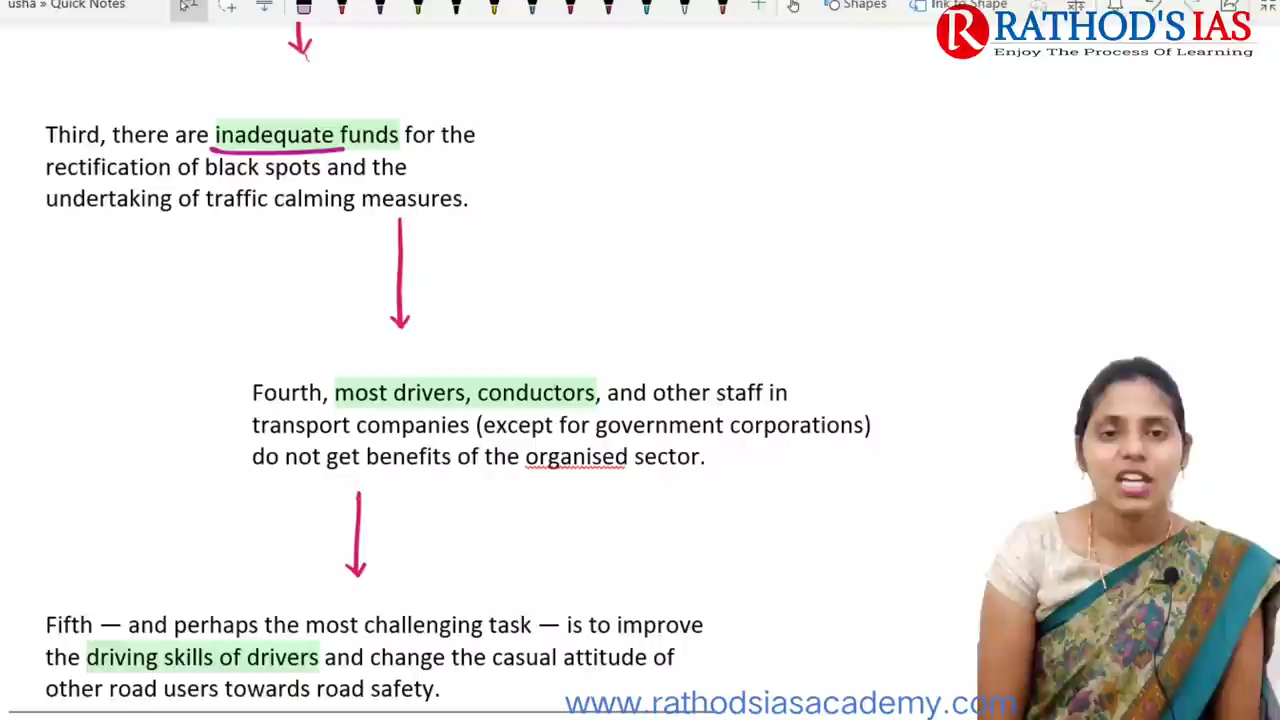 usha » Quick Notes
Shapes
Ink to Shape
RATHOD'S IAS
Enjoy The Process Of Learning
Third, there are inadequate funds for the
rectification of black spots and the
undertaking of traffic calming measures.
Fourth, most drivers, conductors, and other staff in
transport companies (except for government corporations)
do not get benefits of the organised sector.
Fifth — and perhaps the most challenging task — is to improve
the driving skills of drivers and change the casual attitude of
other road users towards road safety.
www.rathodsiasacademy.com